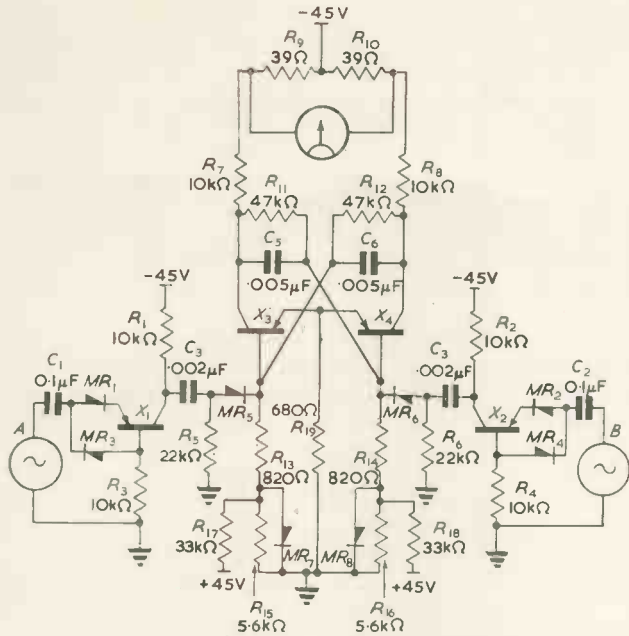 -45V
R9 R10
39Ω 39Ω
R7
10kΩ
R8
10kΩ
R11
47kΩ
R12
47kΩ
C5
·005μF
C6
·005μF
-45V
R1
10kΩ
X3 X4
-45V
R2
10kΩ
C1
0·1μF
MR1
X1
C3
·002μF
C3
·002μF
MR2
C2
0·1μF
A
MR3
MR5
MR6
X2
MR4
B
R3
10kΩ
R5
22kΩ
680Ω
R19
R6
22kΩ
R4
10kΩ
R13
820Ω
R14
820Ω
R17
33kΩ
MR7 MR8
R18
33kΩ
+45V
+45V
R15
5·6kΩ
R16
5·6kΩ